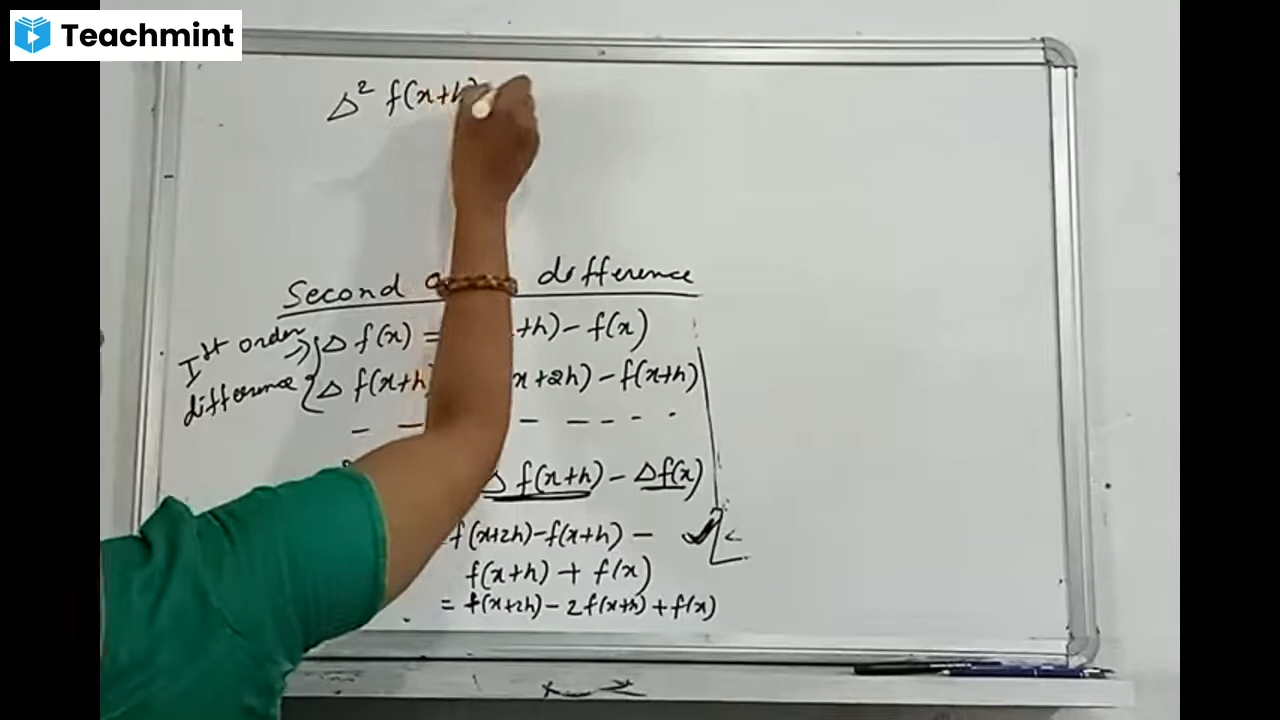 Teachmint
Δ² f(x+h)
Second difference
Ist order
difference
Δ f(x) = +h) - f(x)
Δ f(x+h) x+2h) - f(x+h)
- - - - - - -
Δ f(x+h) - Δf(x)
f(x+2h)-f(x+h) -
f(x+h) + f(x)
= f(x+2h) - 2f(x+h) + f(x)